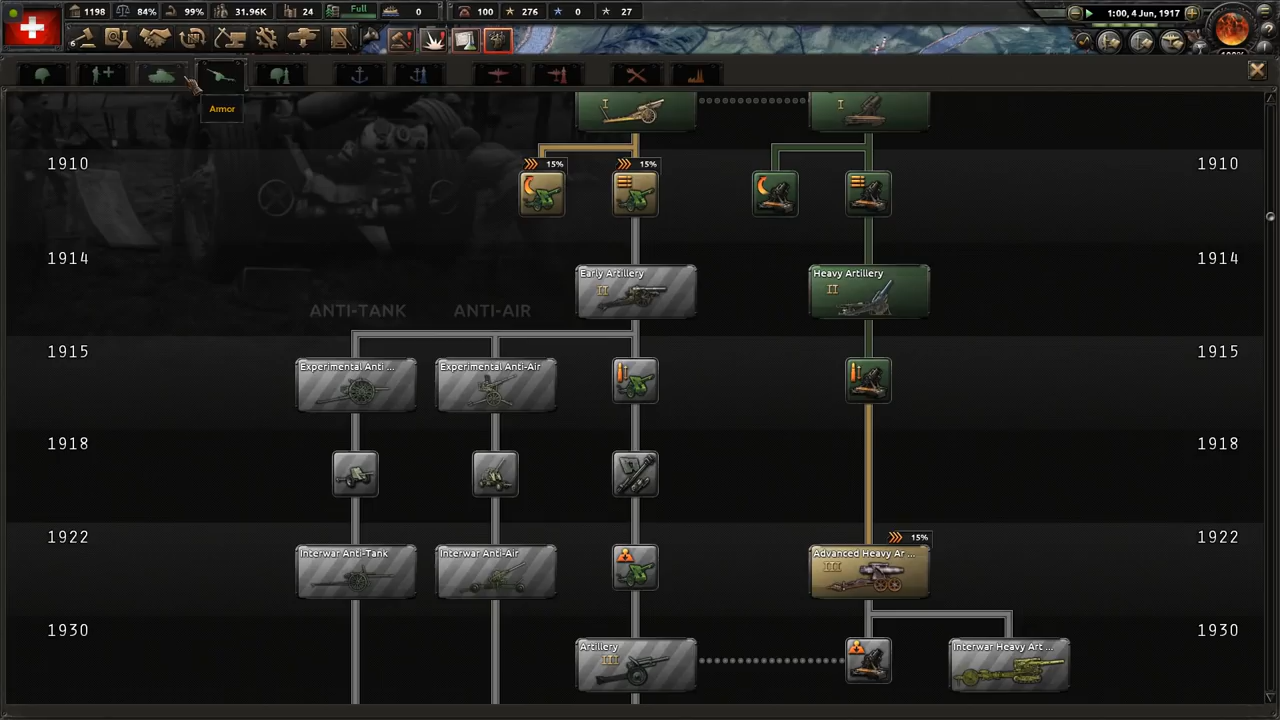 1198 84% 99% 31.96K 24 Full 0 100 276 0 27 1:00, 4 Jun, 1917
6
100%
Armor
I I
1910 15% 15% 1910
1914 1914
Early Artillery Heavy Artillery
II II
ANTI-TANK ANTI-AIR
1915 1915
Experimental Anti ... Experimental Anti-Air
1918 1918
1922 15% 1922
Interwar Anti-Tank Interwar Anti-Air Advanced Heavy Ar ...
III
1930 1930
Artillery Interwar Heavy Art ...
III